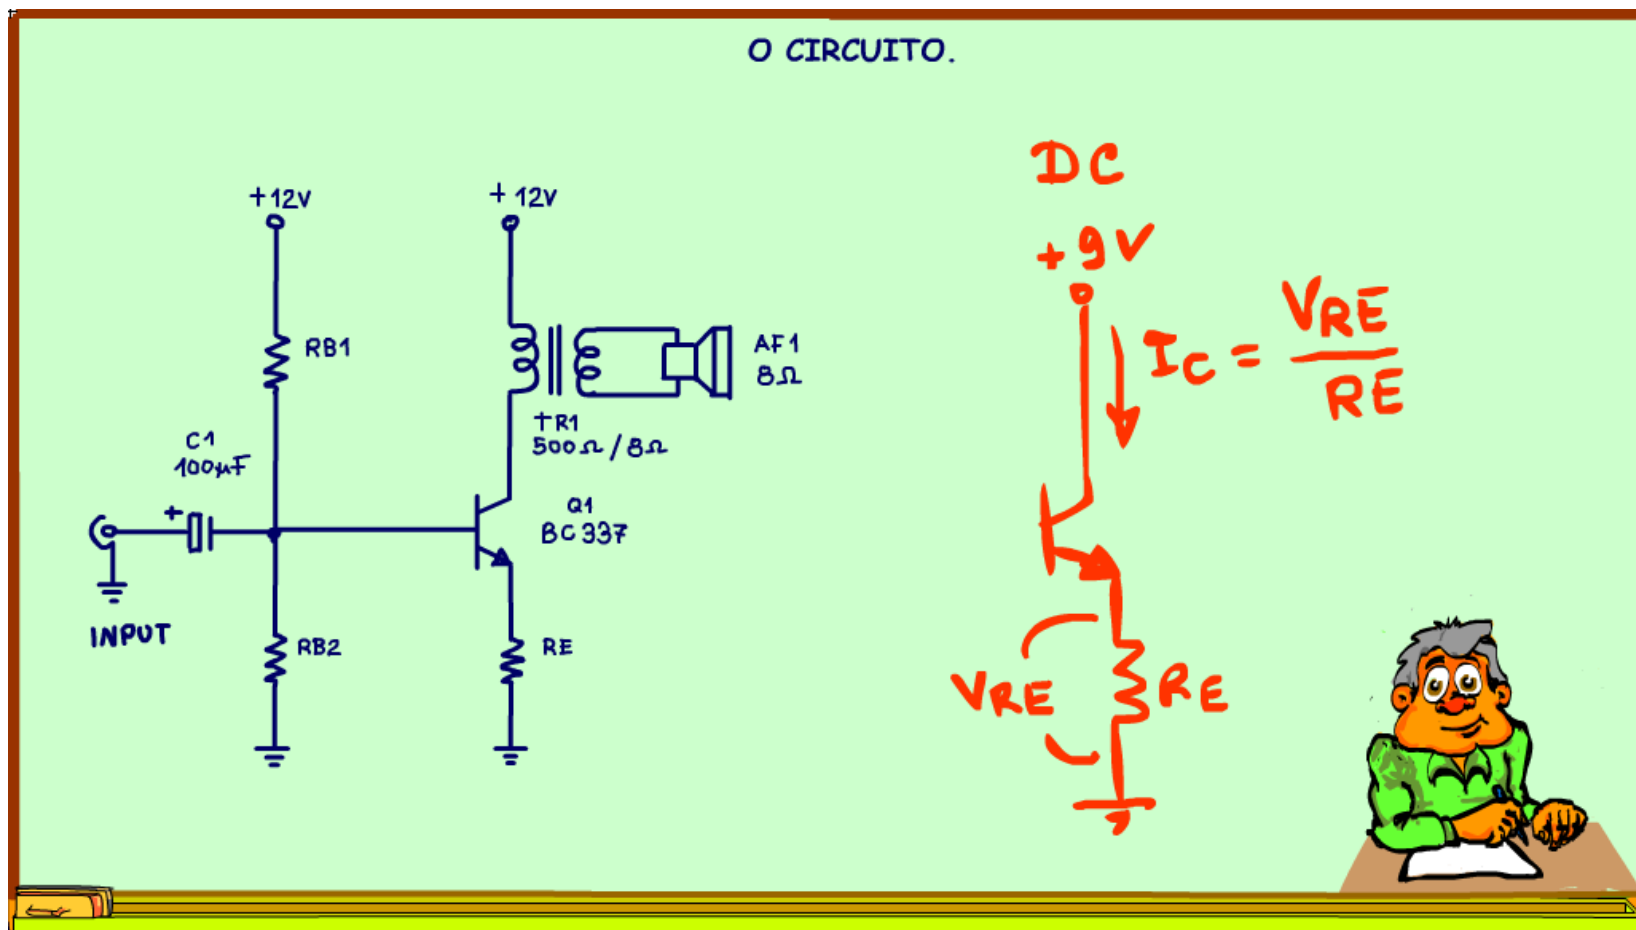 O CIRCUITO.
+12V
+12V
RB1
AF1
8Ω
TR1
500Ω/8Ω
C1
100µF
+
Q1
BC337
INPUT
RB2
RE
DC
+9V
IC = VRE / RE
VRE
RE